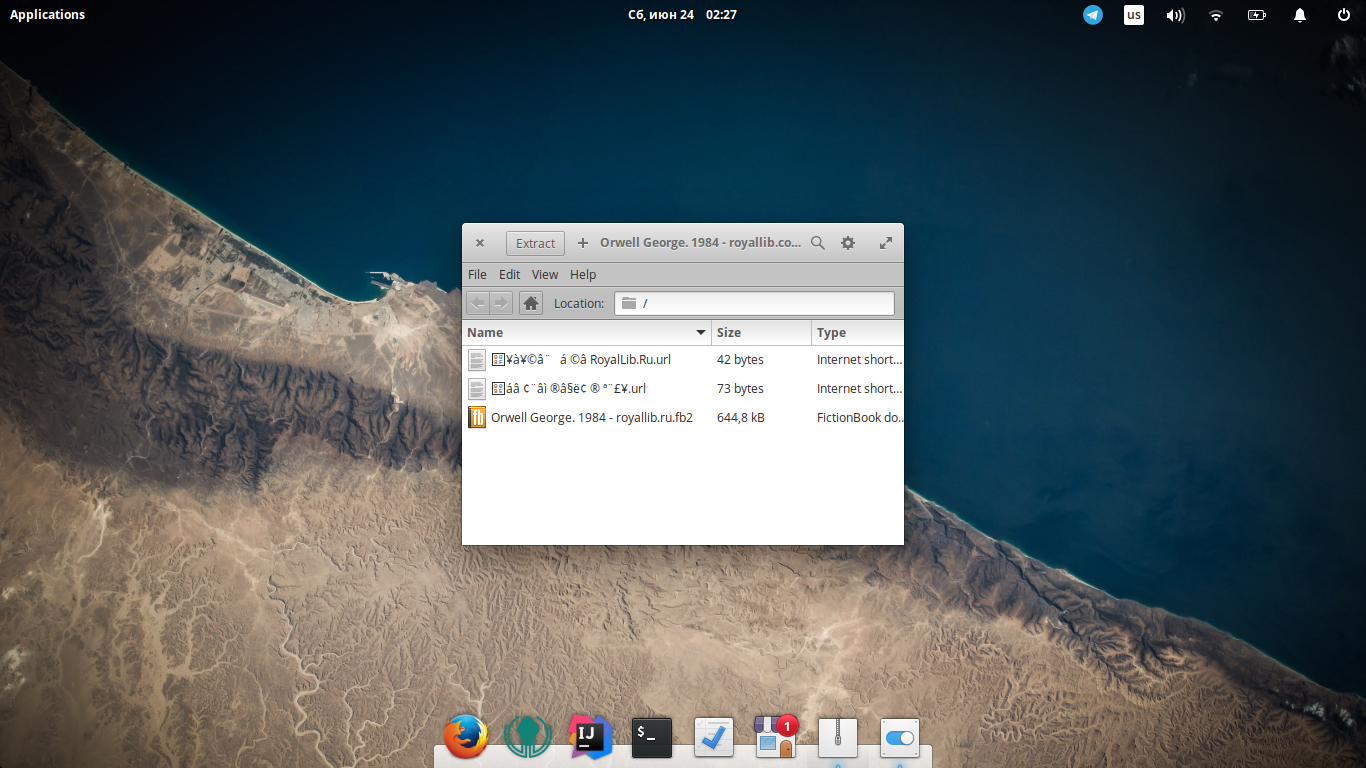 Applications Сб, июн 24 02:27 us
Extract + Orwell George. 1984 - royallib.co...
File Edit View Help
Location: /
Name Size Type
¥à¥©â¨ á ©â RoyalLib.Ru.url 42 bytes Internet short...
áâ ¢¨âì ®â§ë¢ ® ª¨£¥.url 73 bytes Internet short...
Orwell George. 1984 - royallib.ru.fb2 644,8 kB FictionBook do...
IJ $_ 1